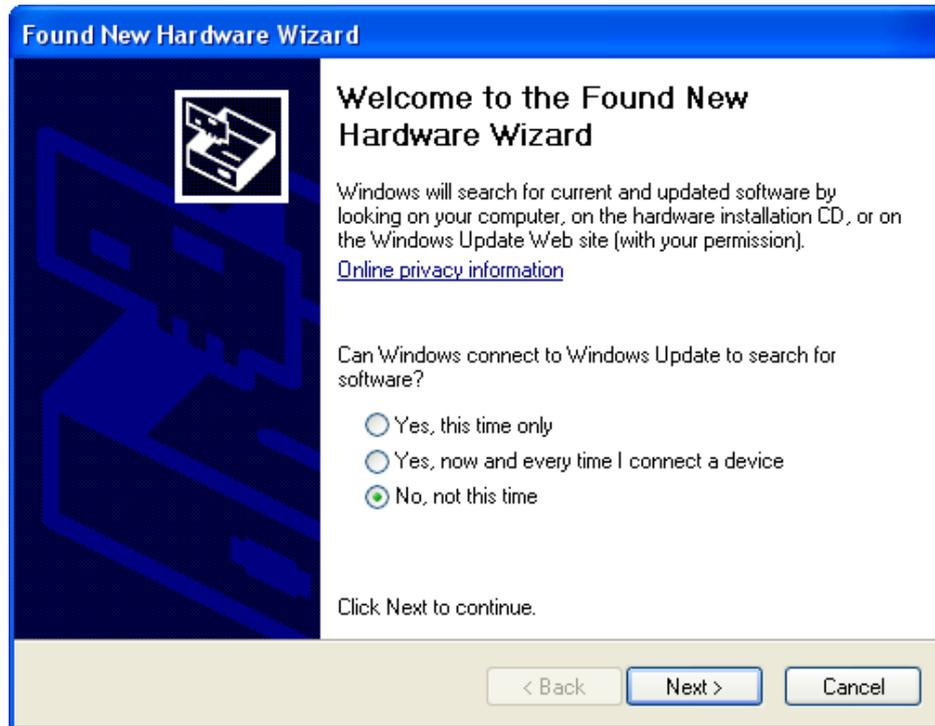 Found New Hardware Wizard
Welcome to the Found New
Hardware Wizard
Windows will search for current and updated software by
looking on your computer, on the hardware installation CD, or on
the Windows Update Web site (with your permission).
Online privacy information
Can Windows connect to Windows Update to search for
software?
Yes, this time only
Yes, now and every time I connect a device
No, not this time
Click Next to continue.
< Back Next > Cancel